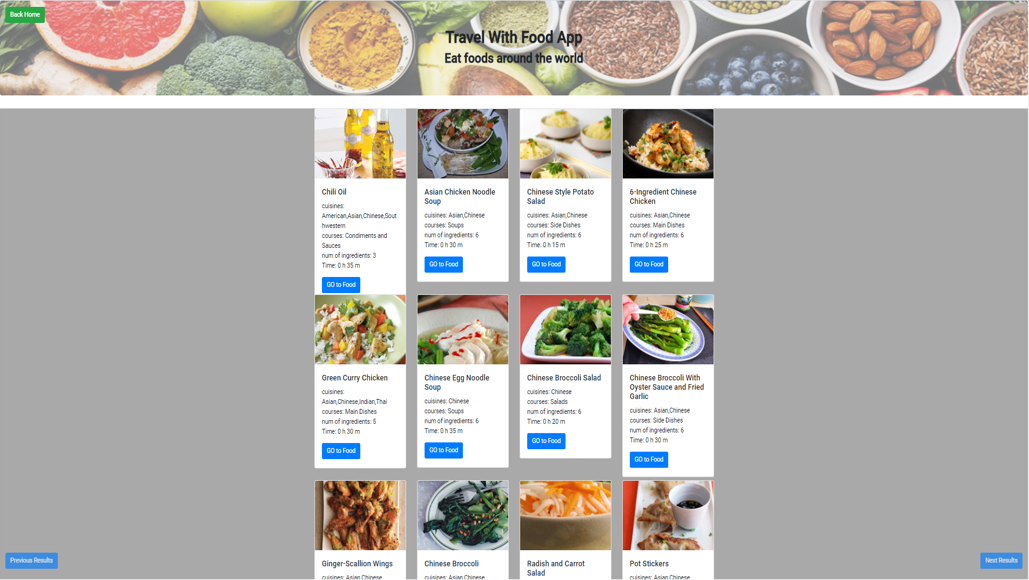 Back Home
Travel With Food App
Eat foods around the world
Chili Oil
cuisines:
American,Asian,Chinese,Sout
hwestern
courses: Condiments and
Sauces
num of ingredients: 3
Time: 0 h 35 m
GO to Food
Asian Chicken Noodle
Soup
cuisines: Asian,Chinese
courses: Soups
num of ingredients: 6
Time: 0 h 30 m
GO to Food
Chinese Style Potato
Salad
cuisines: Asian,Chinese
courses: Side Dishes
num of ingredients: 6
Time: 0 h 15 m
GO to Food
6-Ingredient Chinese
Chicken
cuisines: Asian,Chinese
courses: Main Dishes
num of ingredients: 6
Time: 0 h 25 m
GO to Food
Green Curry Chicken
cuisines:
Asian,Chinese,Indian,Thai
courses: Main Dishes
num of ingredients: 5
Time: 0 h 30 m
GO to Food
Chinese Egg Noodle
Soup
cuisines: Chinese
courses: Soups
num of ingredients: 6
Time: 0 h 35 m
GO to Food
Chinese Broccoli Salad
cuisines: Chinese
courses: Salads
num of ingredients: 6
Time: 0 h 20 m
GO to Food
Chinese Broccoli With
Oyster Sauce and Fried
Garlic
cuisines: Asian,Chinese
courses: Side Dishes
num of ingredients: 6
Time: 0 h 30 m
GO to Food
Ginger-Scallion Wings
cuisines: Asian,Chinese
Chinese Broccoli
cuisines: Asian,Chinese
Radish and Carrot
Salad
Pot Stickers
cuisines: Asian,Chinese
Previous Results
Next Results